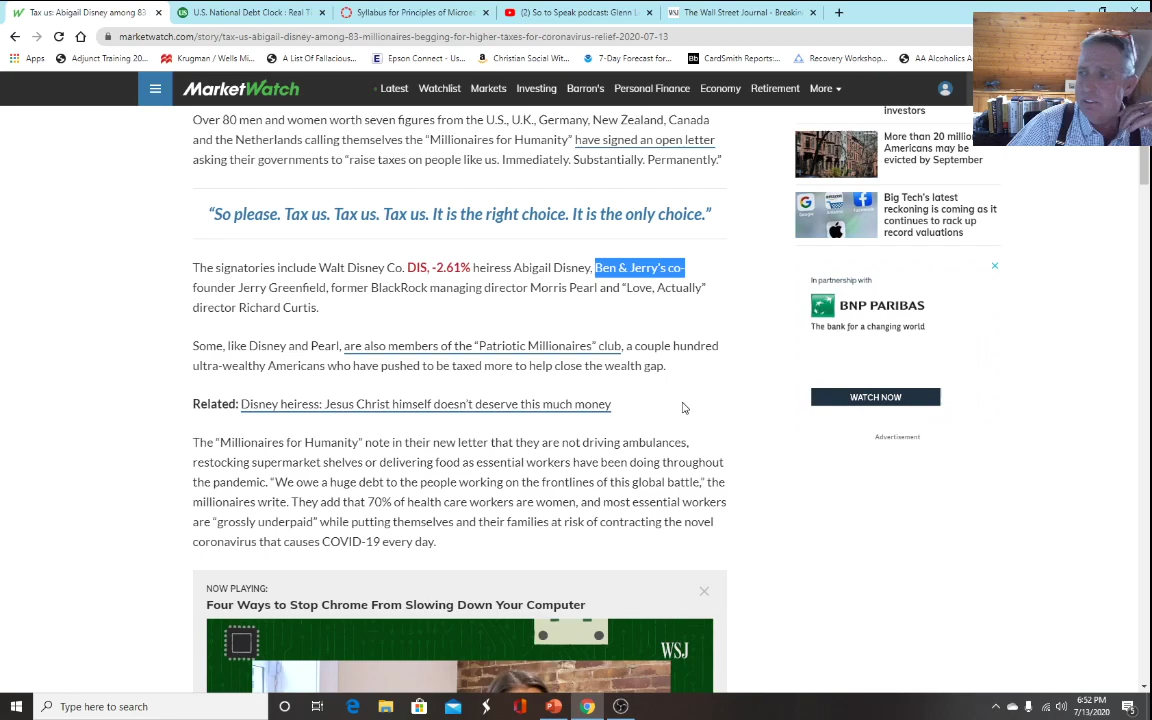 Tax us: Abigail Disney among 83
U.S. National Debt Clock : Real T
Syllabus for Principles of Microec
(2) So to Speak podcast: Glenn L
WSJ The Wall Street Journal - Breakin
marketwatch.com/story/tax-us-abigail-disney-among-83-millionaires-begging-for-higher-taxes-for-coronavirus-relief-2020-07-13
Apps Adjunct Training 20... Krugman / Wells Mi... A List Of Fallacious... Epson Connect - Us... Christian Social Wit... 7-Day Forecast for... Bb CardSmith Reports:... Recovery Workshop... AA Alcoholics A
MarketWatch Latest Watchlist Markets Investing Barron's Personal Finance Economy Retirement More
Over 80 men and women worth seven figures from the U.S., U.K., Germany, New Zealand, Canada
and the Netherlands calling themselves the “Millionaires for Humanity” have signed an open letter
asking their governments to “raise taxes on people like us. Immediately. Substantially. Permanently.”
“So please. Tax us. Tax us. Tax us. It is the right choice. It is the only choice.”
The signatories include Walt Disney Co. DIS, -2.61% heiress Abigail Disney, Ben & Jerry’s co-
founder Jerry Greenfield, former BlackRock managing director Morris Pearl and “Love, Actually”
director Richard Curtis.
Some, like Disney and Pearl, are also members of the “Patriotic Millionaires” club, a couple hundred
ultra-wealthy Americans who have pushed to be taxed more to help close the wealth gap.
Related: Disney heiress: Jesus Christ himself doesn’t deserve this much money
The “Millionaires for Humanity” note in their new letter that they are not driving ambulances,
restocking supermarket shelves or delivering food as essential workers have been doing throughout
the pandemic. “We owe a huge debt to the people working on the frontlines of this global battle,” the
millionaires write. They add that 70% of health care workers are women, and most essential workers
are “grossly underpaid” while putting themselves and their families at risk of contracting the novel
coronavirus that causes COVID-19 every day.
NOW PLAYING:
Four Ways to Stop Chrome From Slowing Down Your Computer
WSJ
investors
More than 20 million
Americans may be
evicted by September
Big Tech’s latest
reckoning is coming as it
continues to rack up
record valuations
In partnership with
BNP PARIBAS
The bank for a changing world
WATCH NOW
Advertisement
Type here to search
6:52 PM
7/13/2020